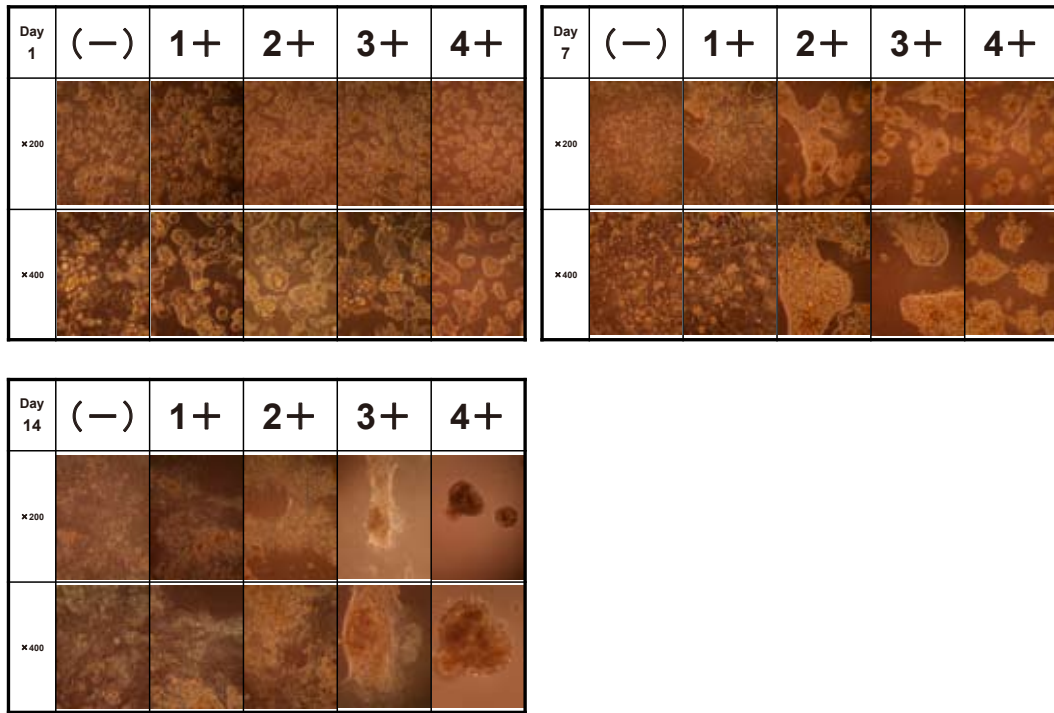 Day 1 (−) 1+ 2+ 3+ 4+
×200
×400
Day 7 (−) 1+ 2+ 3+ 4+
×200
×400
Day 14 (−) 1+ 2+ 3+ 4+
×200
×400